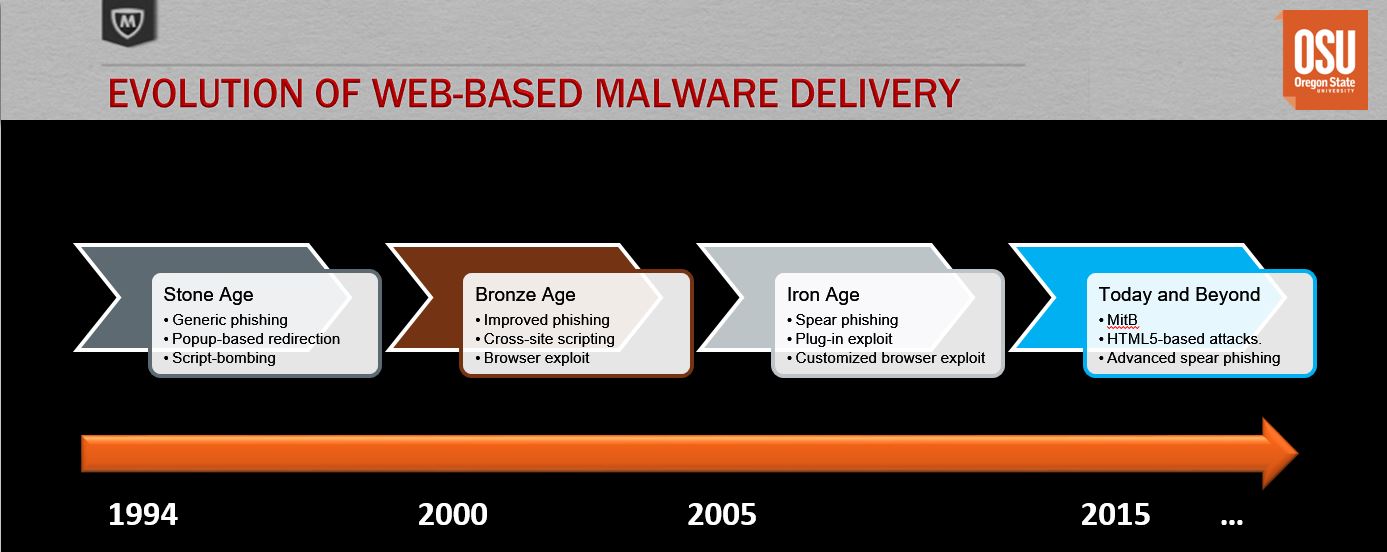 M
OSU
Oregon State
UNIVERSITY
EVOLUTION OF WEB-BASED MALWARE DELIVERY
Stone Age
• Generic phishing
• Popup-based redirection
• Script-bombing
Bronze Age
• Improved phishing
• Cross-site scripting
• Browser exploit
Iron Age
• Spear phishing
• Plug-in exploit
• Customized browser exploit
Today and Beyond
• MitB
• HTML5-based attacks.
• Advanced spear phishing
1994
2000
2005
2015
...